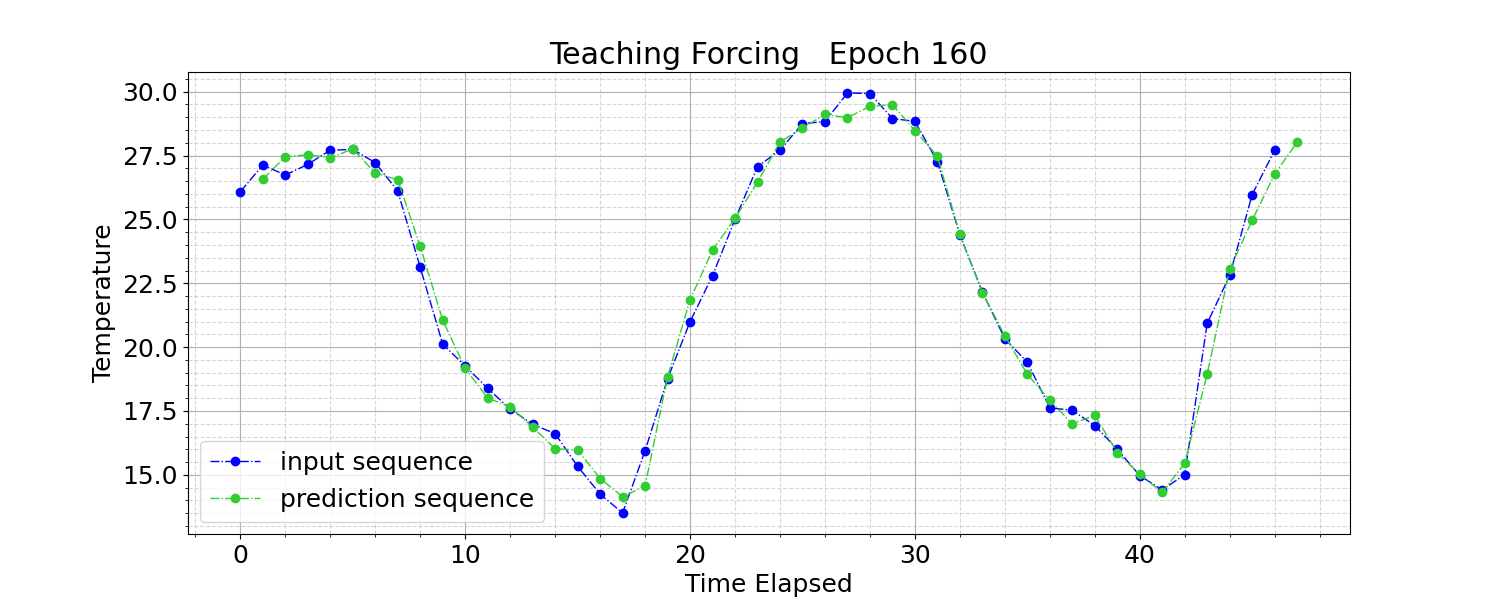 Teaching Forcing   Epoch 160
30.0
27.5
25.0
22.5
20.0
17.5
15.0
Temperature
input sequence
prediction sequence
0 10 20 30 40
Time Elapsed